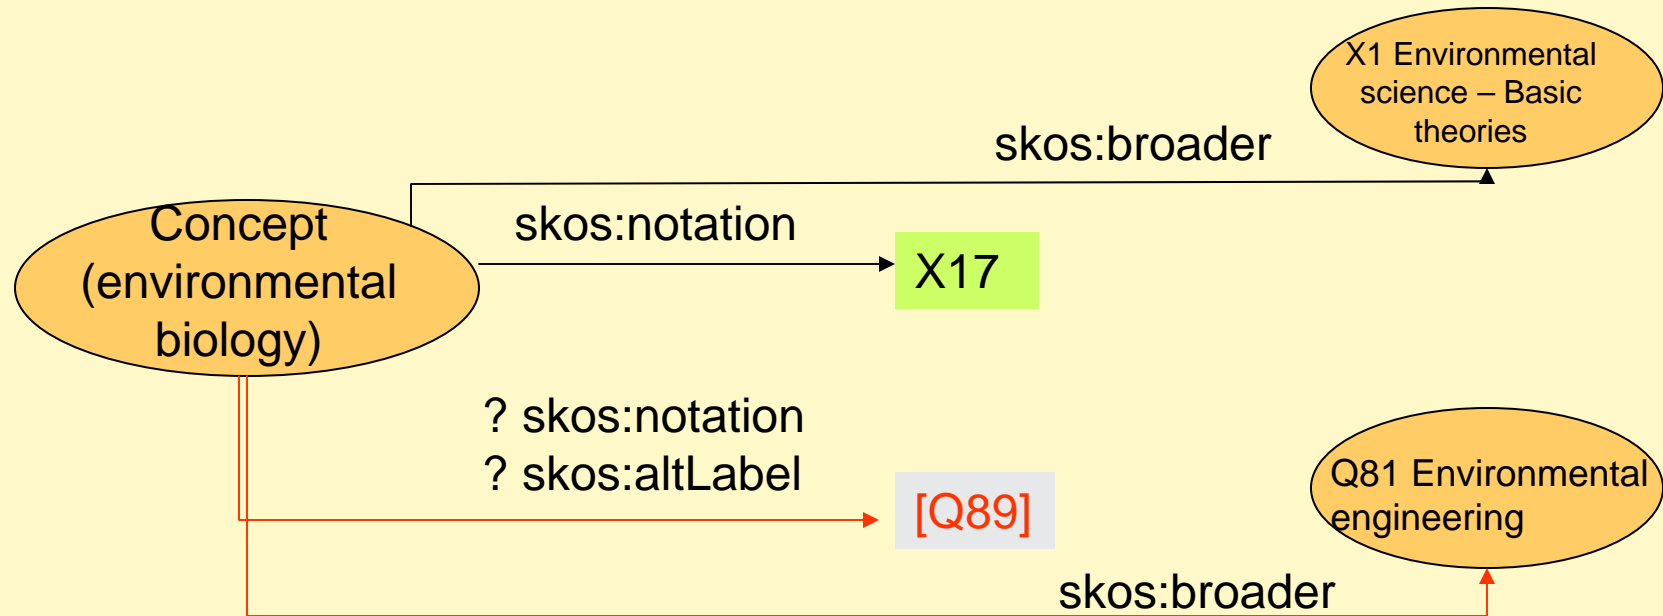 X1 Environmental
science – Basic
theories
skos:broader
Concept
(environmental
biology)
skos:notation
X17
? skos:notation
? skos:altLabel
[Q89]
Q81 Environmental
engineering
skos:broader